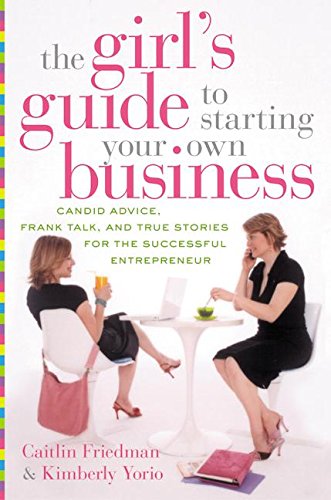 the girl's
guide to
starting
your own
business
CANDID ADVICE,
FRANK TALK, AND TRUE STORIES
FOR THE SUCCESSFUL
ENTREPRENEUR
Caitlin Friedman
& Kimberly Yorio